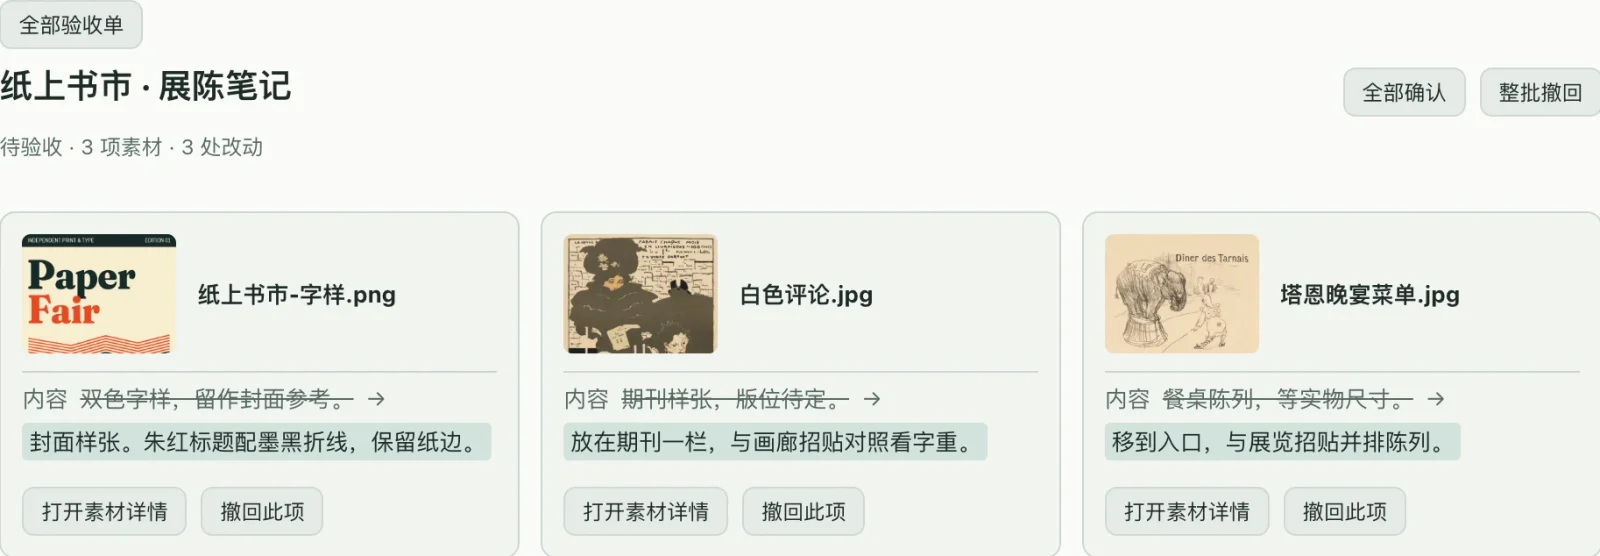 全部验收单
纸上书市 · 展陈笔记
全部确认
整批撤回
待验收 · 3 项素材 · 3 处改动
INDEPENDENT PRINT & TYPE
EDITION 01
Paper
Fair
纸上书市-字样.png
内容 双色字样，留作封面参考。 →
封面样张。朱红标题配墨黑折线，保留纸边。
打开素材详情
撤回此项
PARAIT CHAQUE MOIS
白色评论.jpg
内容 期刊样张，版位待定。 →
放在期刊一栏，与画廊招贴对照看字重。
打开素材详情
撤回此项
Diner des Tarnais
塔恩晚宴菜单.jpg
内容 餐桌陈列，等实物尺寸。 →
移到入口，与展览招贴并排陈列。
打开素材详情
撤回此项